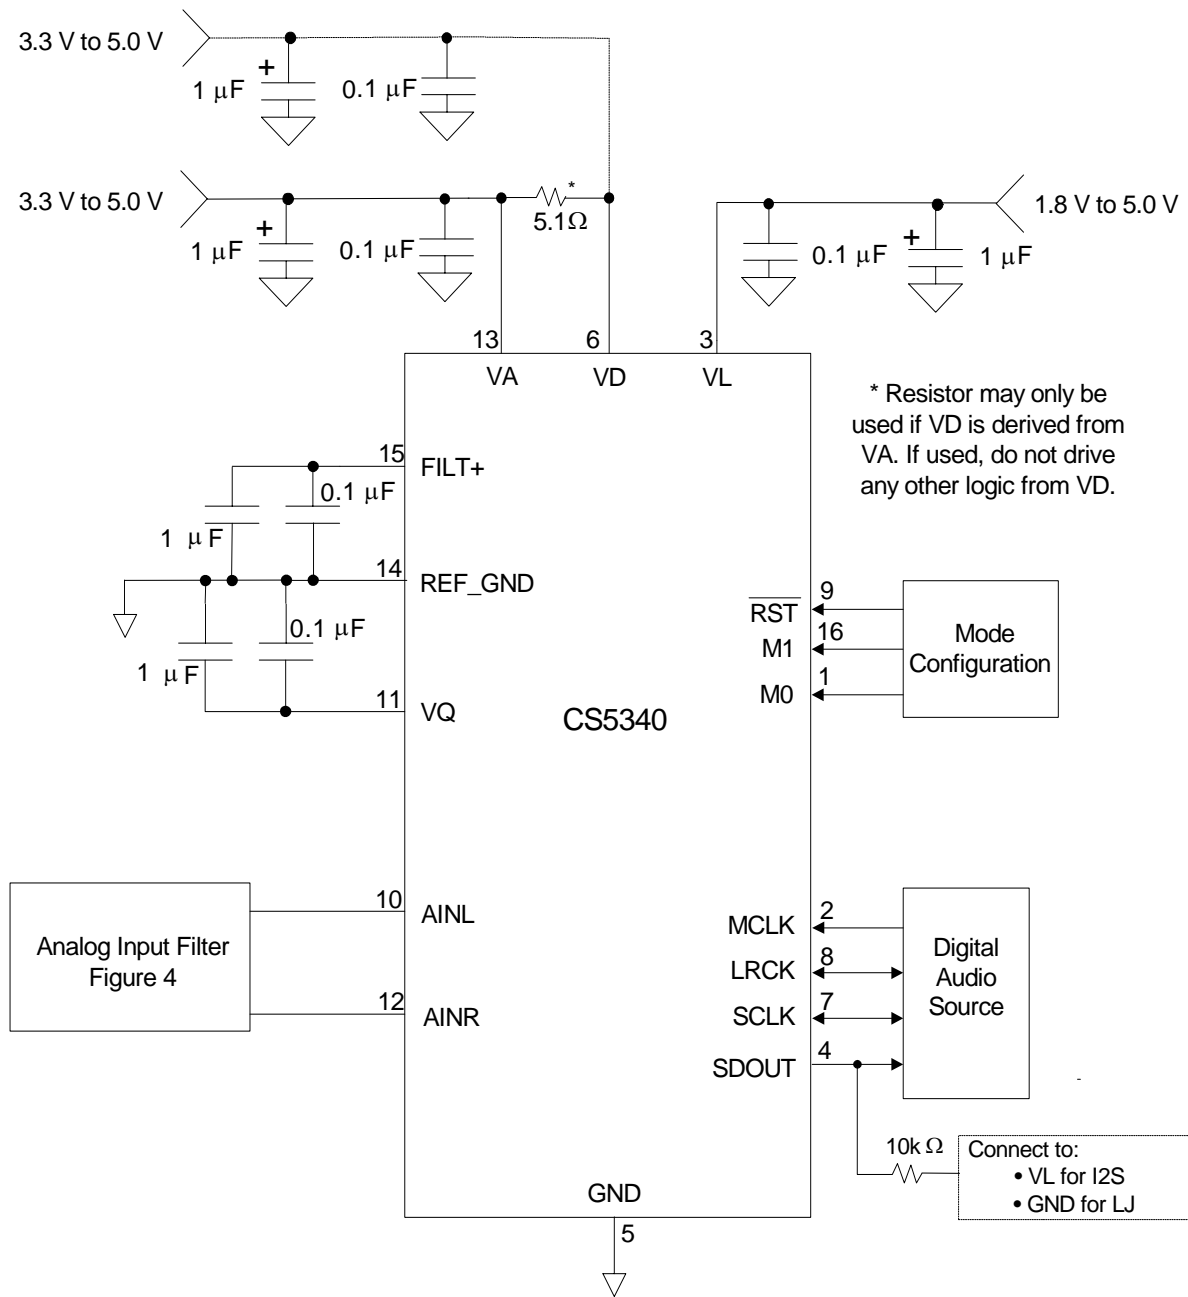 3.3 V to 5.0 V
+
1 μF
0.1 μF
3.3 V to 5.0 V
*
5.1Ω
+
1 μF
0.1 μF
1.8 V to 5.0 V
0.1 μF
+
1 μF
13
6
3
VA
VD
VL
* Resistor may only be
used if VD is derived from
VA. If used, do not drive
any other logic from VD.
15
FILT+
0.1 μF
1 μF
14
REF_GND
0.1 μF
1 μF
11
VQ
CS5340
9
RST
16
M1
1
M0
Mode
Configuration
Analog Input Filter
Figure 4
10
AINL
12
AINR
2
MCLK
8
LRCK
7
SCLK
4
SDOUT
Digital
Audio
Source
10k Ω
Connect to:
• VL for I2S
• GND for LJ
GND
5